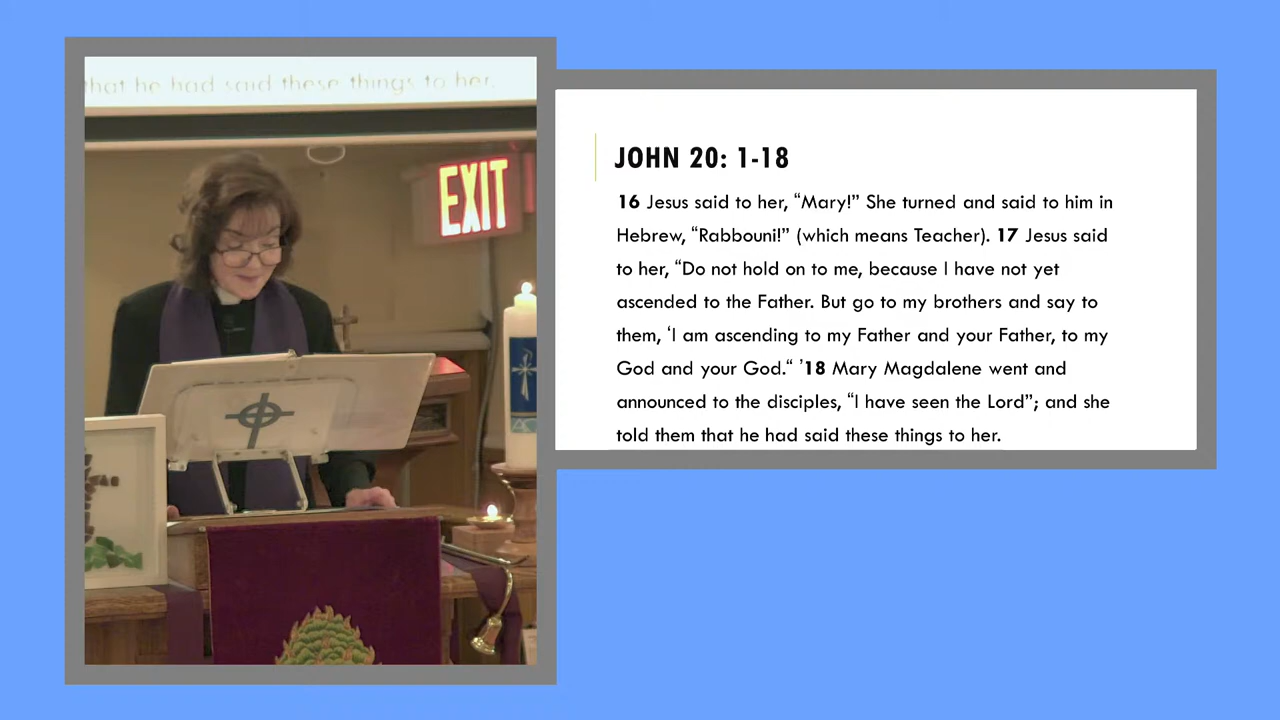 that he had said these things to her.
EXIT
JOHN 20: 1-18
16 Jesus said to her, “Mary!” She turned and said to him in
Hebrew, “Rabbouni!” (which means Teacher). 17 Jesus said
to her, “Do not hold on to me, because I have not yet
ascended to the Father. But go to my brothers and say to
them, ‘I am ascending to my Father and your Father, to my
God and your God.“ ’18 Mary Magdalene went and
announced to the disciples, “I have seen the Lord”; and she
told them that he had said these things to her.